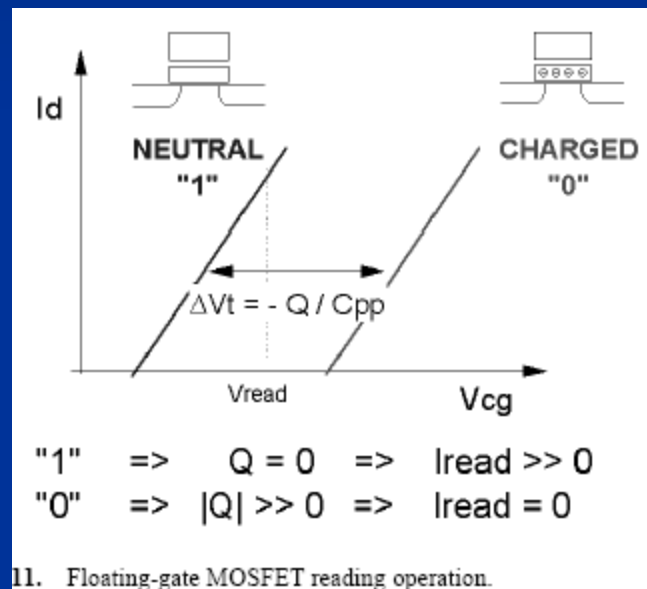 Id
NEUTRAL CHARGED
"1" "0"
ΔVt = - Q / Cpp
Vread
Vcg
"1" => Q = 0 => Iread >> 0
"0" => |Q| >> 0 => Iread = 0
11. Floating-gate MOSFET reading operation.